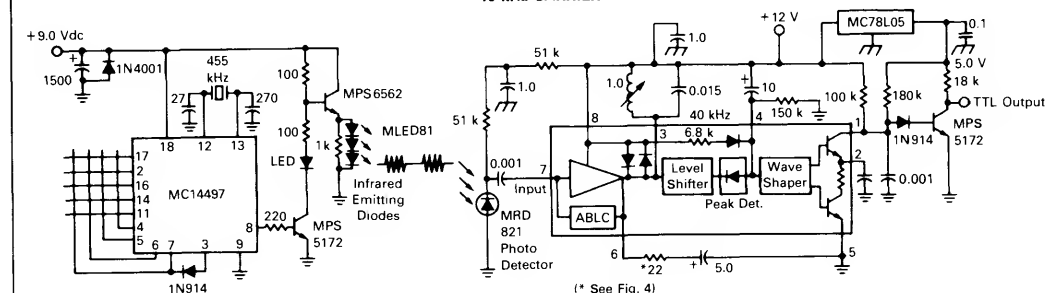 +9.0 Vdc
1500
1N4001
27
455
kHz
270
100
100
LED
MPS6562
1k
MLED81
Infrared
Emitting
Diodes
18
12
13
17
2
16
14
11
4
5
6
7
3
9
8
MC14497
220
MPS
5172
1N914
51 k
51 k
1.0
0.001
7
Input
MRD
821
Photo
Detector
+12 V
1.0
1.0
0.015
10
40 kHz
150 k
8
3
6.8 k
4
ABLC
Level
Shifter
Peak Det.
Wave
Shaper
6
*22
+
5.0
5
(* See Fig. 4)
MC78L05
0.1
5.0 V
18 k
100 k
180k
1
2
1N914
0.001
TTL Output
MPS
5172